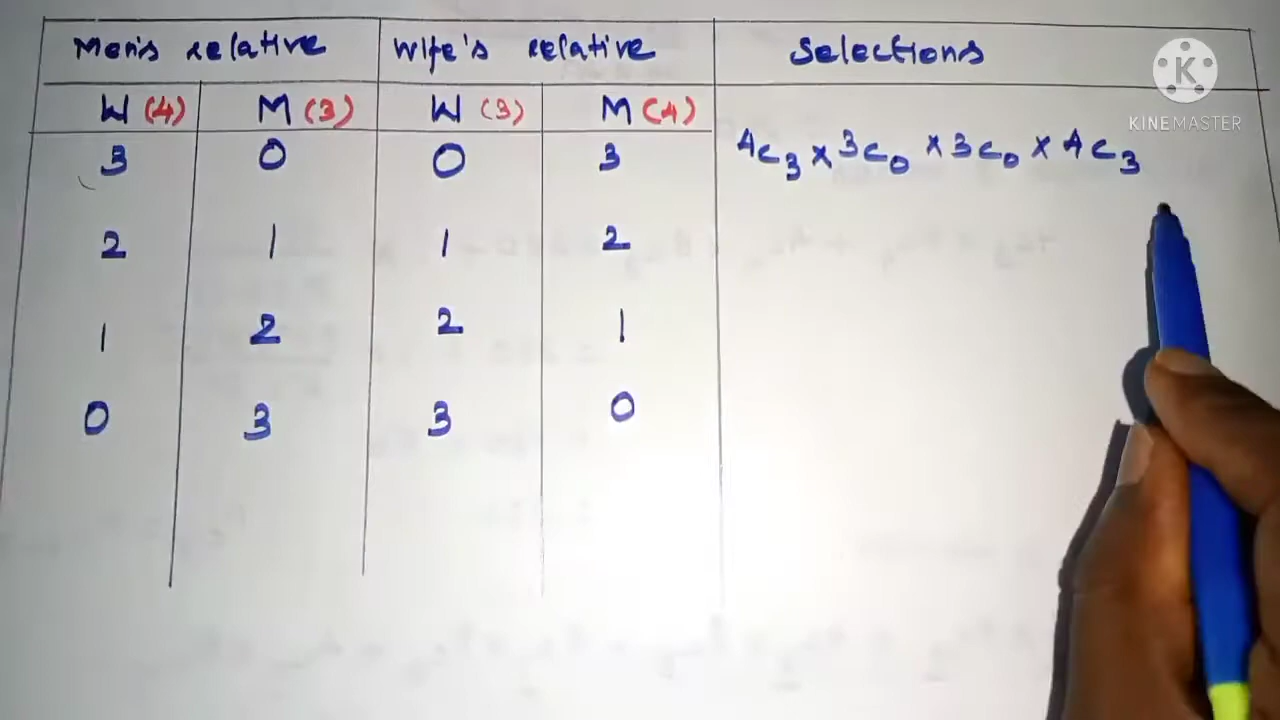 Men's relative Wife's relative Selections
K
KINEMASTER
W (4) M (3) W (3) M (4)
3 0 0 3 4c₃ × 3c₀ × 3c₀ × 4c₃
2 1 1 2
1 2 2 1
0 3 3 0